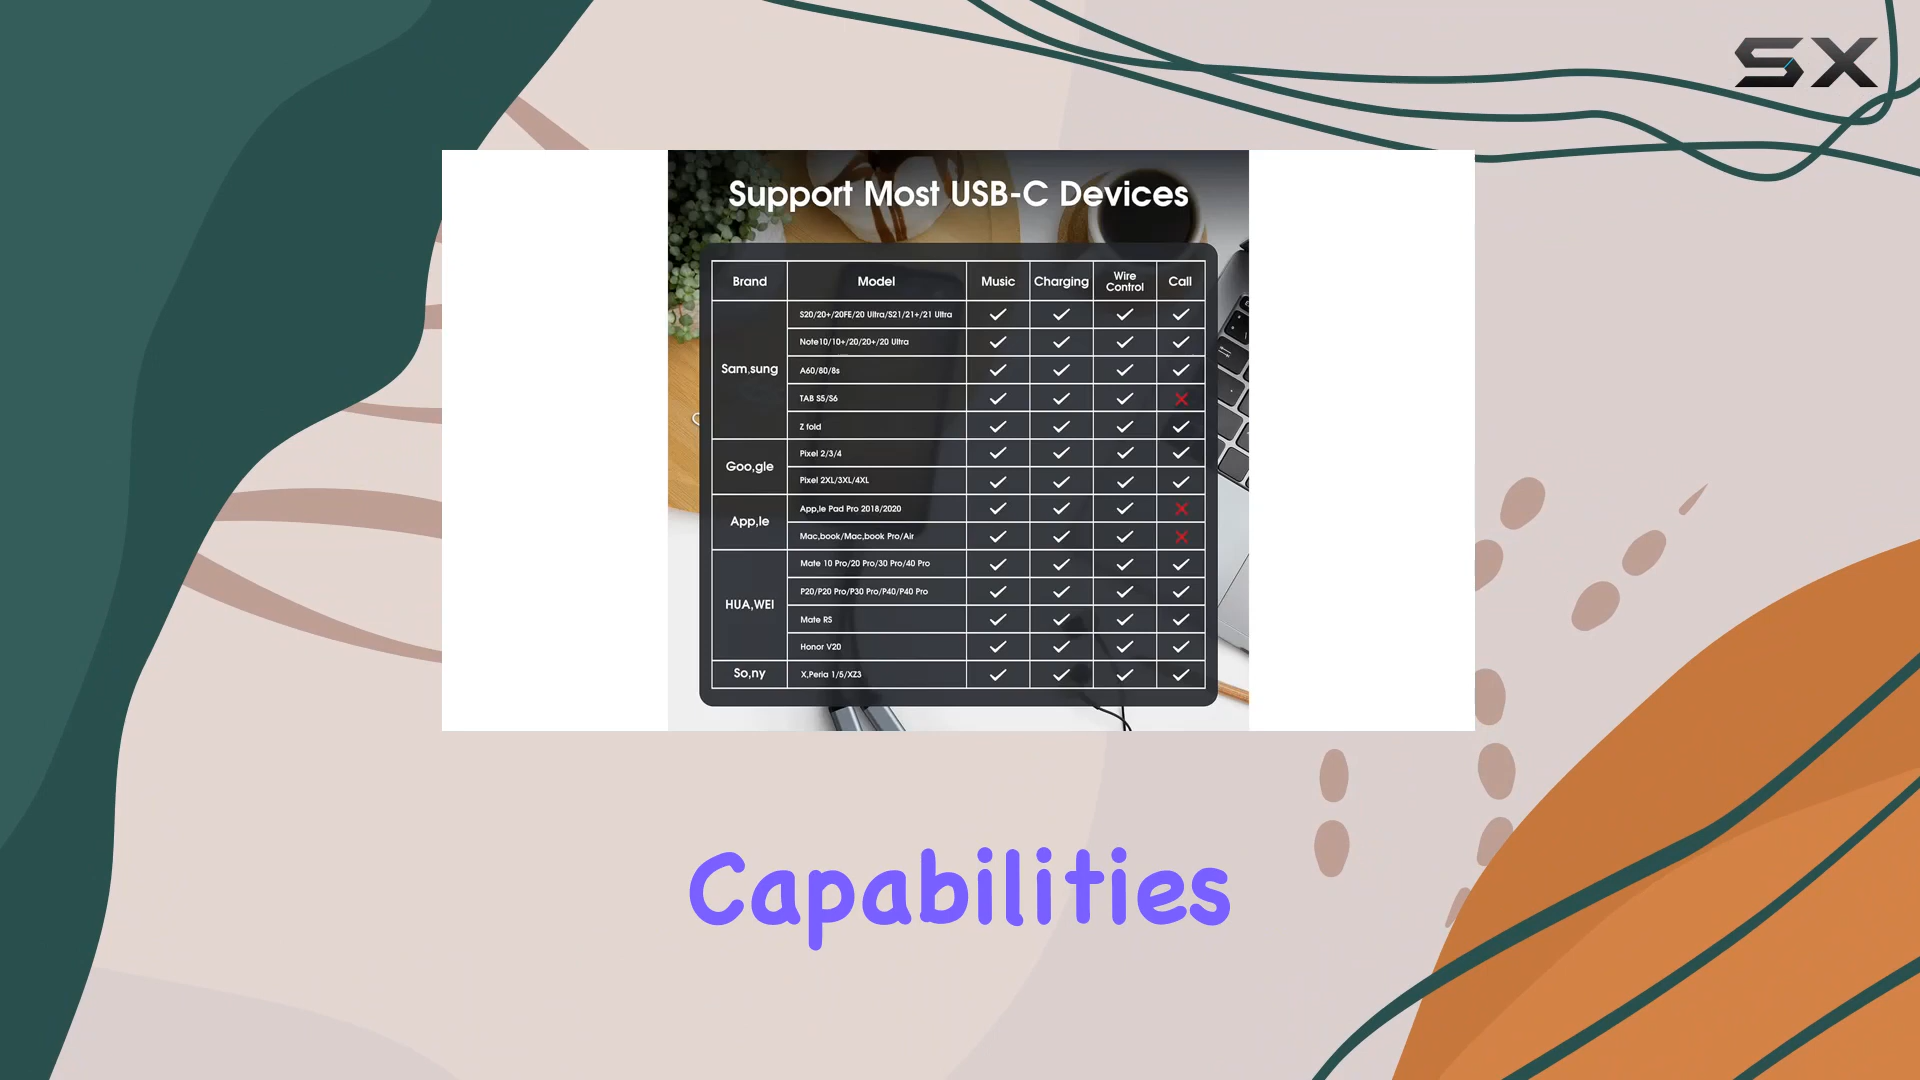 SX
Support Most USB-C Devices
Brand Model Music Charging Wire Control Call
Sam,sung
S20/20+/20FE/20 Ultra/S21/21+/21 Ultra ✓ ✓ ✓ ✓
Note10/10+/20/20+/20 Ultra ✓ ✓ ✓ ✓
A60/80/8s ✓ ✓ ✓ ✓
TAB S5/S6 ✓ ✓ ✓ ✕
Z fold ✓ ✓ ✓ ✓
Goo,gle
Pixel 2/3/4 ✓ ✓ ✓ ✓
Pixel 2XL/3XL/4XL ✓ ✓ ✓ ✓
App,le
App,le Pad Pro 2018/2020 ✓ ✓ ✓ ✕
Mac,book/Mac,book Pro/Air ✓ ✓ ✓ ✕
HUA,WEI
Mate 10 Pro/20 Pro/30 Pro/40 Pro ✓ ✓ ✓ ✓
P20/P20 Pro/P30 Pro/P40/P40 Pro ✓ ✓ ✓ ✓
Mate RS ✓ ✓ ✓ ✓
Honor V20 ✓ ✓ ✓ ✓
So,ny
X,Peria 1/5/XZ3 ✓ ✓ ✓ ✓
Capabilities